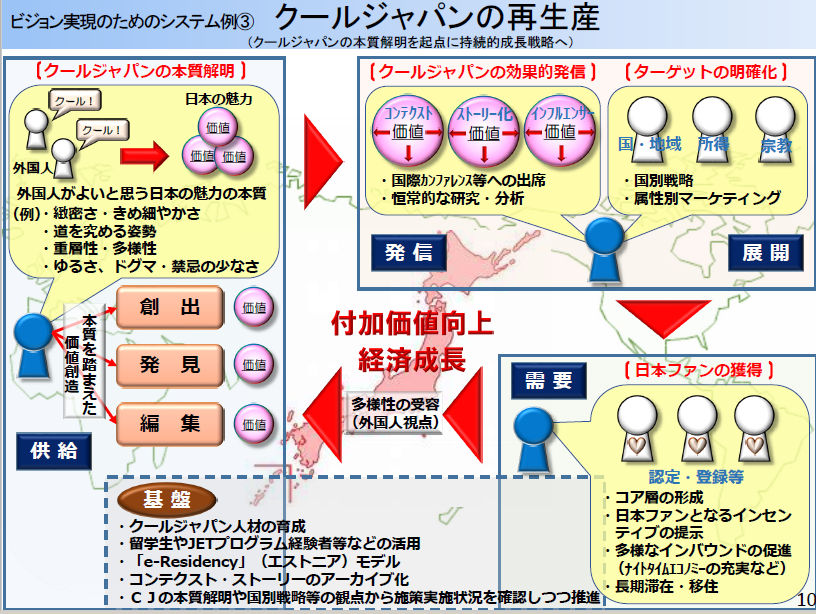 ビジョン実現のためのシステム例③ クールジャパンの再生産
(クールジャパンの本質解明を起点に持続的成長戦略へ)
〔クールジャパンの本質解明〕
クール！
クール！
外国人
日本の魅力
価値
価値
価値
外国人がよいと思う日本の魅力の本質
(例)・緻密さ・きめ細やかさ
・道を究める姿勢
・重層性・多様性
・ゆるさ、ドグマ・禁忌の少なさ
本質を踏まえた
価値創造
創 出
価値
発 見
価値
編 集
価値
供 給
〔クールジャパンの効果的発信〕
コンテクスト
価値
ストーリー化
価値
インフルエンサー
価値
・国際ｶﾝﾌｧﾚﾝｽ等への出席
・恒常的な研究・分析
発 信
〔ターゲットの明確化〕
国・地域
所得
宗教
・国別戦略
・属性別マーケティング
展 開
付加価値向上
経済成長
多様性の受容
(外国人視点)
需 要
〔日本ファンの獲得〕
認定・登録等
・コア層の形成
・日本ファンとなるインセン
ティブの提示
・多様なインバウンドの促進
(ﾅｲﾄﾀｲﾑｴｺﾉﾐｰの充実など)
・長期滞在・移住
基 盤
・クールジャパン人材の育成
・留学生やJETプログラム経験者等などの活用
・「e-Residency」（エストニア）モデル
・コンテクスト・ストーリーのアーカイブ化
・ＣＪの本質解明や国別戦略等の観点から施策実施状況を確認しつつ推進
10